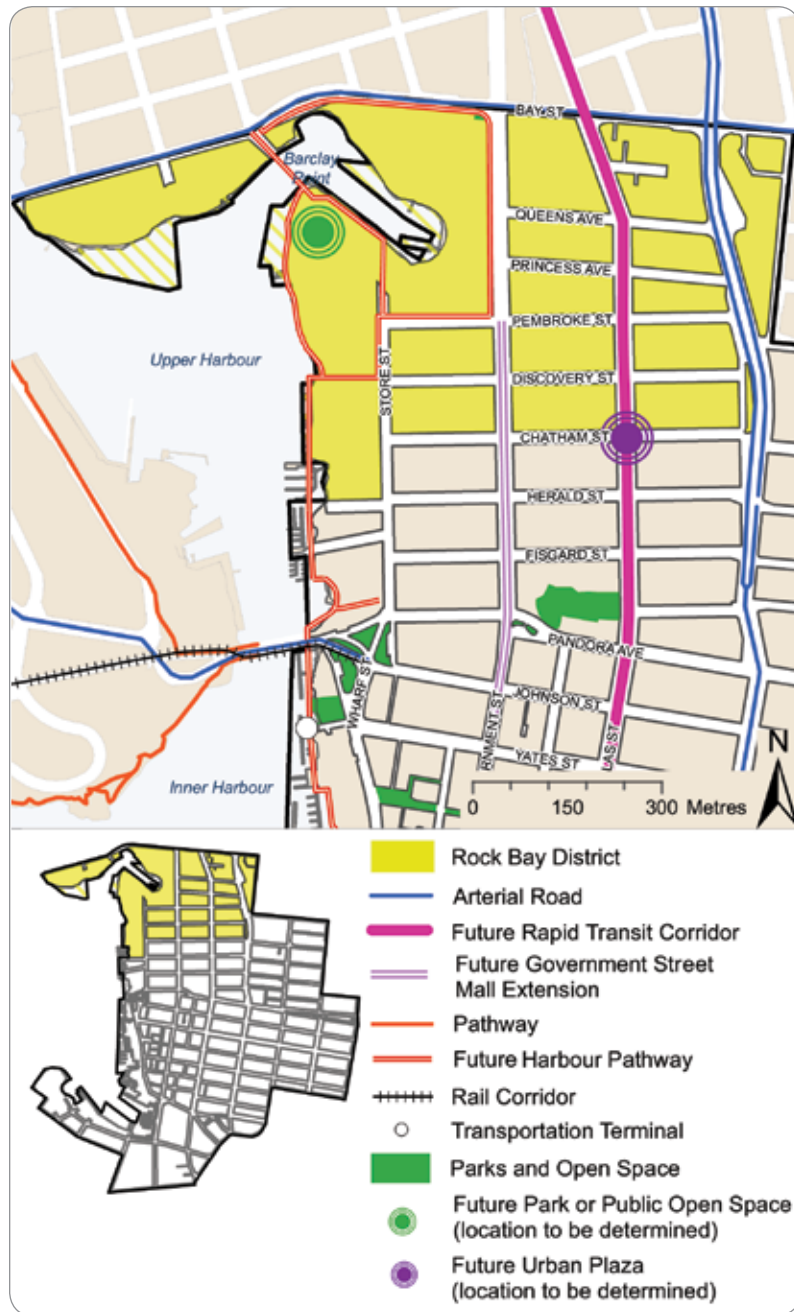 BAY ST
Barclay
Point
QUEENS AVE
PRINCESS AVE
PEMBROKE ST
Upper Harbour
STORE ST
DISCOVERY ST
CHATHAM ST
HERALD ST
FISGARD ST
PANDORA AVE
WHARF ST
JOHNSON ST
RNMENT ST
AS ST
YATES ST
N
Inner Harbour
0 150 300 Metres
Rock Bay District
Arterial Road
Future Rapid Transit Corridor
Future Government Street
Mall Extension
Pathway
Future Harbour Pathway
Rail Corridor
Transportation Terminal
Parks and Open Space
Future Park or Public Open Space
(location to be determined)
Future Urban Plaza
(location to be determined)